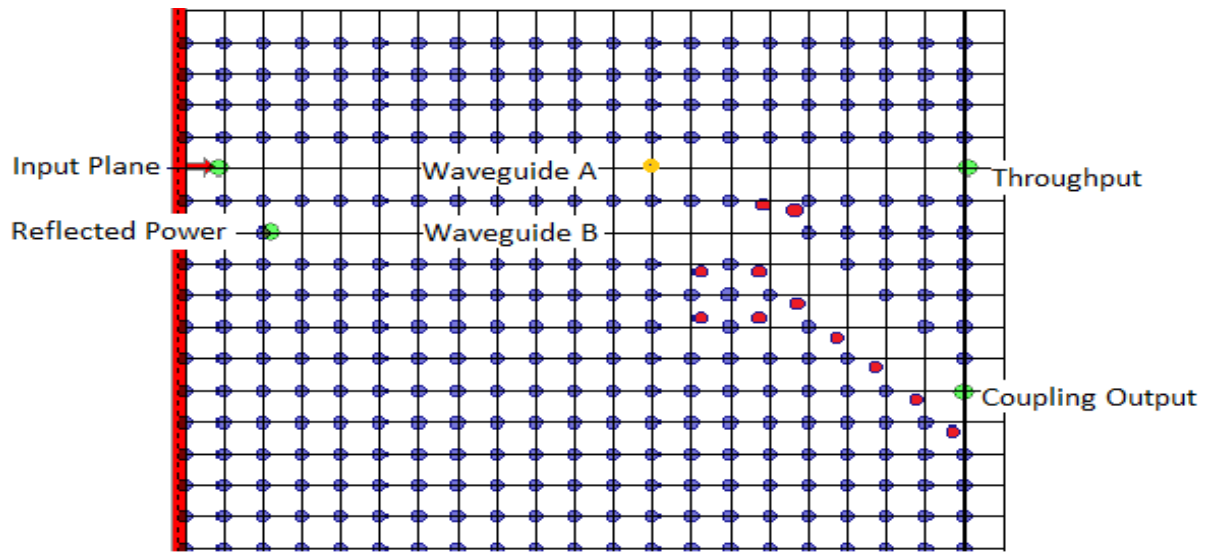 Input Plane
Waveguide A
Throughput
Reflected Power
Waveguide B
Coupling Output